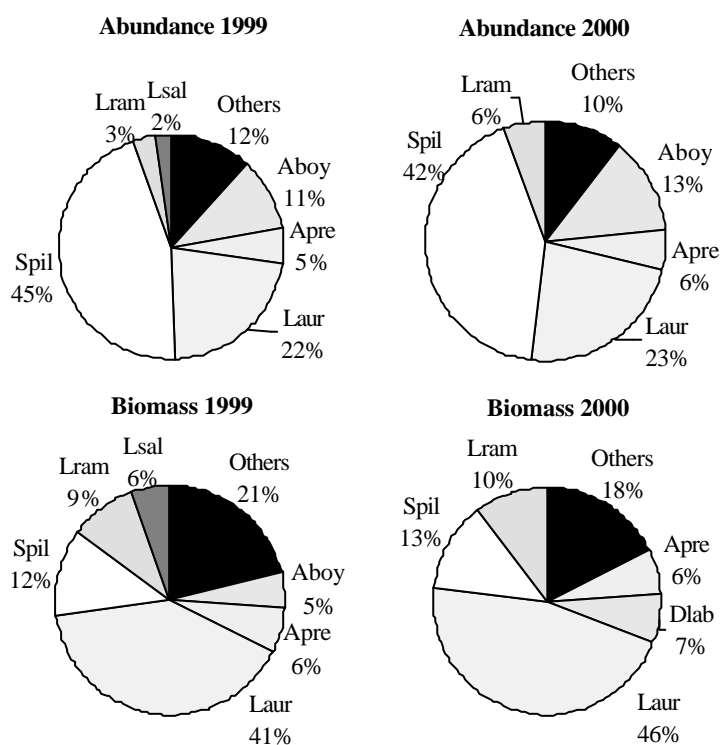 Abundance 1999
Lsal
2%
Lram
3%
Others
12%
Aboy
11%
Apre
5%
Laur
22%
Spil
45%
Abundance 2000
Lram
6%
Others
10%
Aboy
13%
Apre
6%
Laur
23%
Spil
42%
Biomass 1999
Lsal
6%
Lram
9%
Others
21%
Aboy
5%
Apre
6%
Laur
41%
Spil
12%
Biomass 2000
Lram
10%
Others
18%
Apre
6%
Dlab
7%
Laur
46%
Spil
13%